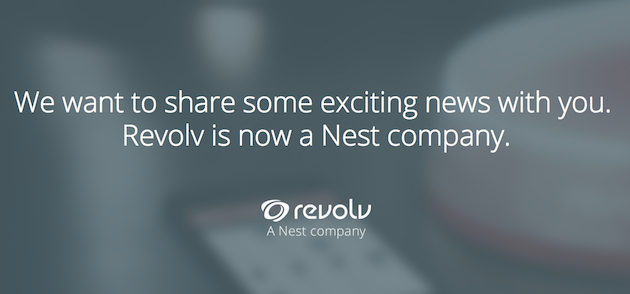 We want to share some exciting news with you.
Revolv is now a Nest company.
revolv
A Nest company